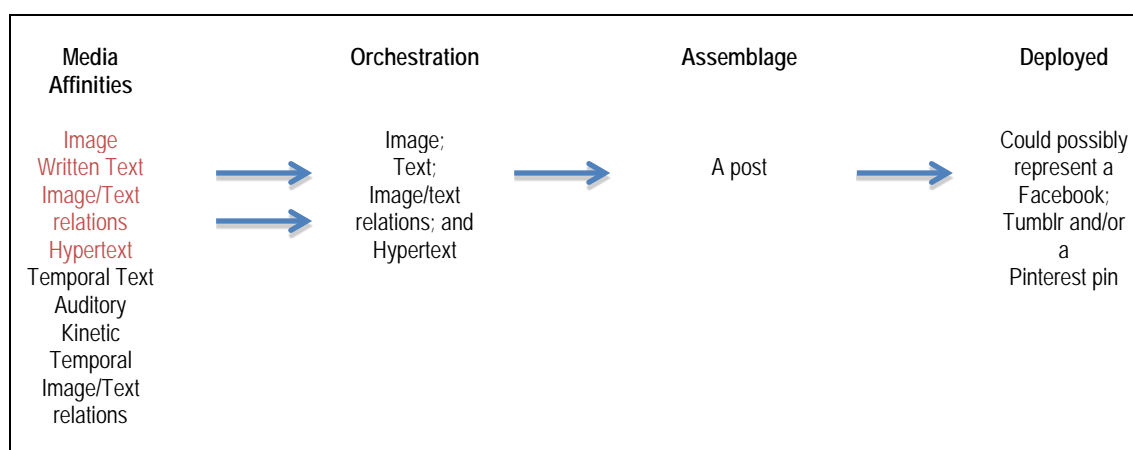 Media
Affinities
Orchestration
Assemblage
Deployed
Image
Written Text
Image/Text
relations
Hypertext
Temporal Text
Auditory
Kinetic
Temporal
Image/Text
relations
Image;
Text;
Image/text
relations; and
Hypertext
A post
Could possibly
represent a
Facebook;
Tumblr and/or
a
Pinterest pin